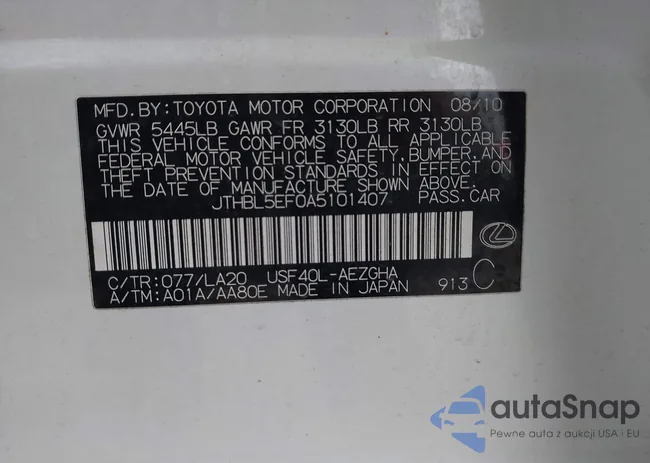 MFD. BY: TOYOTA MOTOR CORPORATION 08/10
GVWR 5445LB GAWR FR 3130LB RR 3130LB
THIS VEHICLE CONFORMS TO ALL APPLICABLE
FEDERAL MOTOR VEHICLE SAFETY, BUMPER, AND
THEFT PREVENTION STANDARDS IN EFFECT ON
THE DATE OF MANUFACTURE SHOWN ABOVE.
JTHBL5EF0A5101407 PASS. CAR
C/TR: 077/LA20 USF40L-AEZGHA
A/TM: A01A/AA80E MADE IN JAPAN 913 C
autaSnap
Pewne auta z aukcji USA i EU